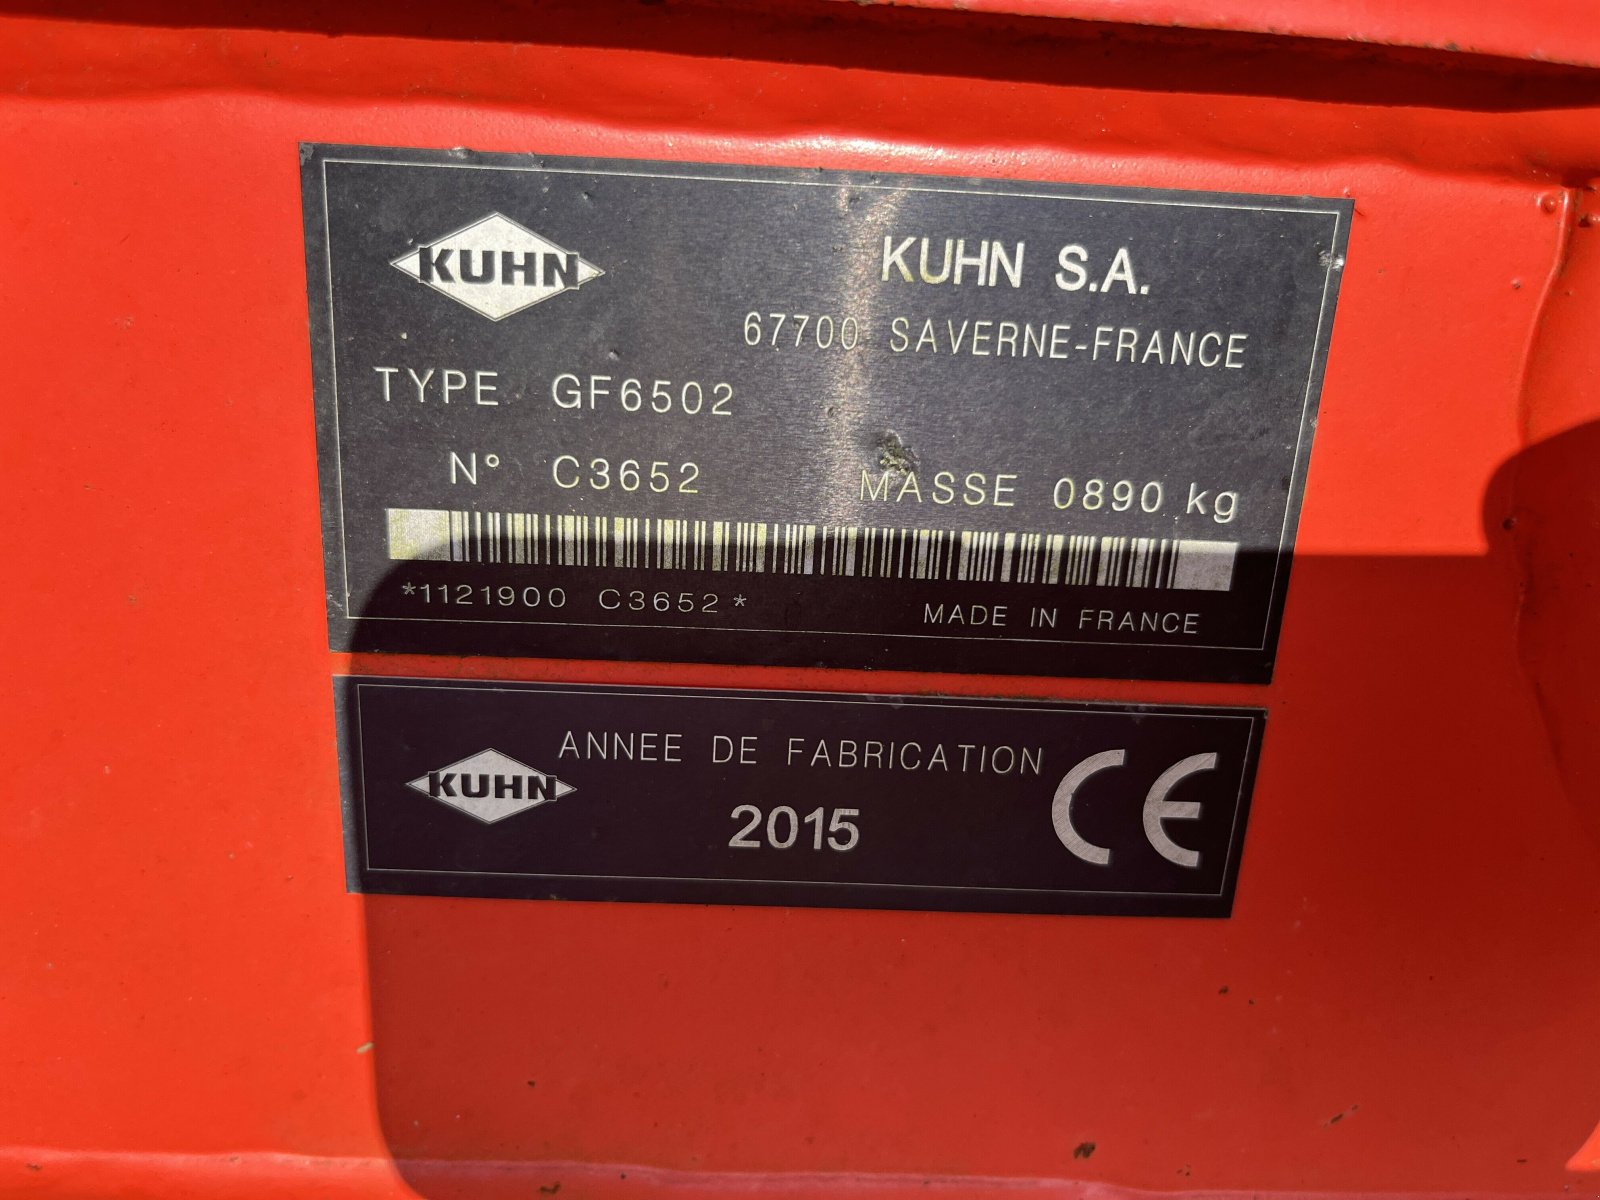 KUHN
KUHN S.A.
67700 SAVERNE-FRANCE
TYPE GF6502
N° C3652 MASSE 0890 kg
*1121900 C3652*
MADE IN FRANCE
KUHN
ANNEE DE FABRICATION
2015
CE